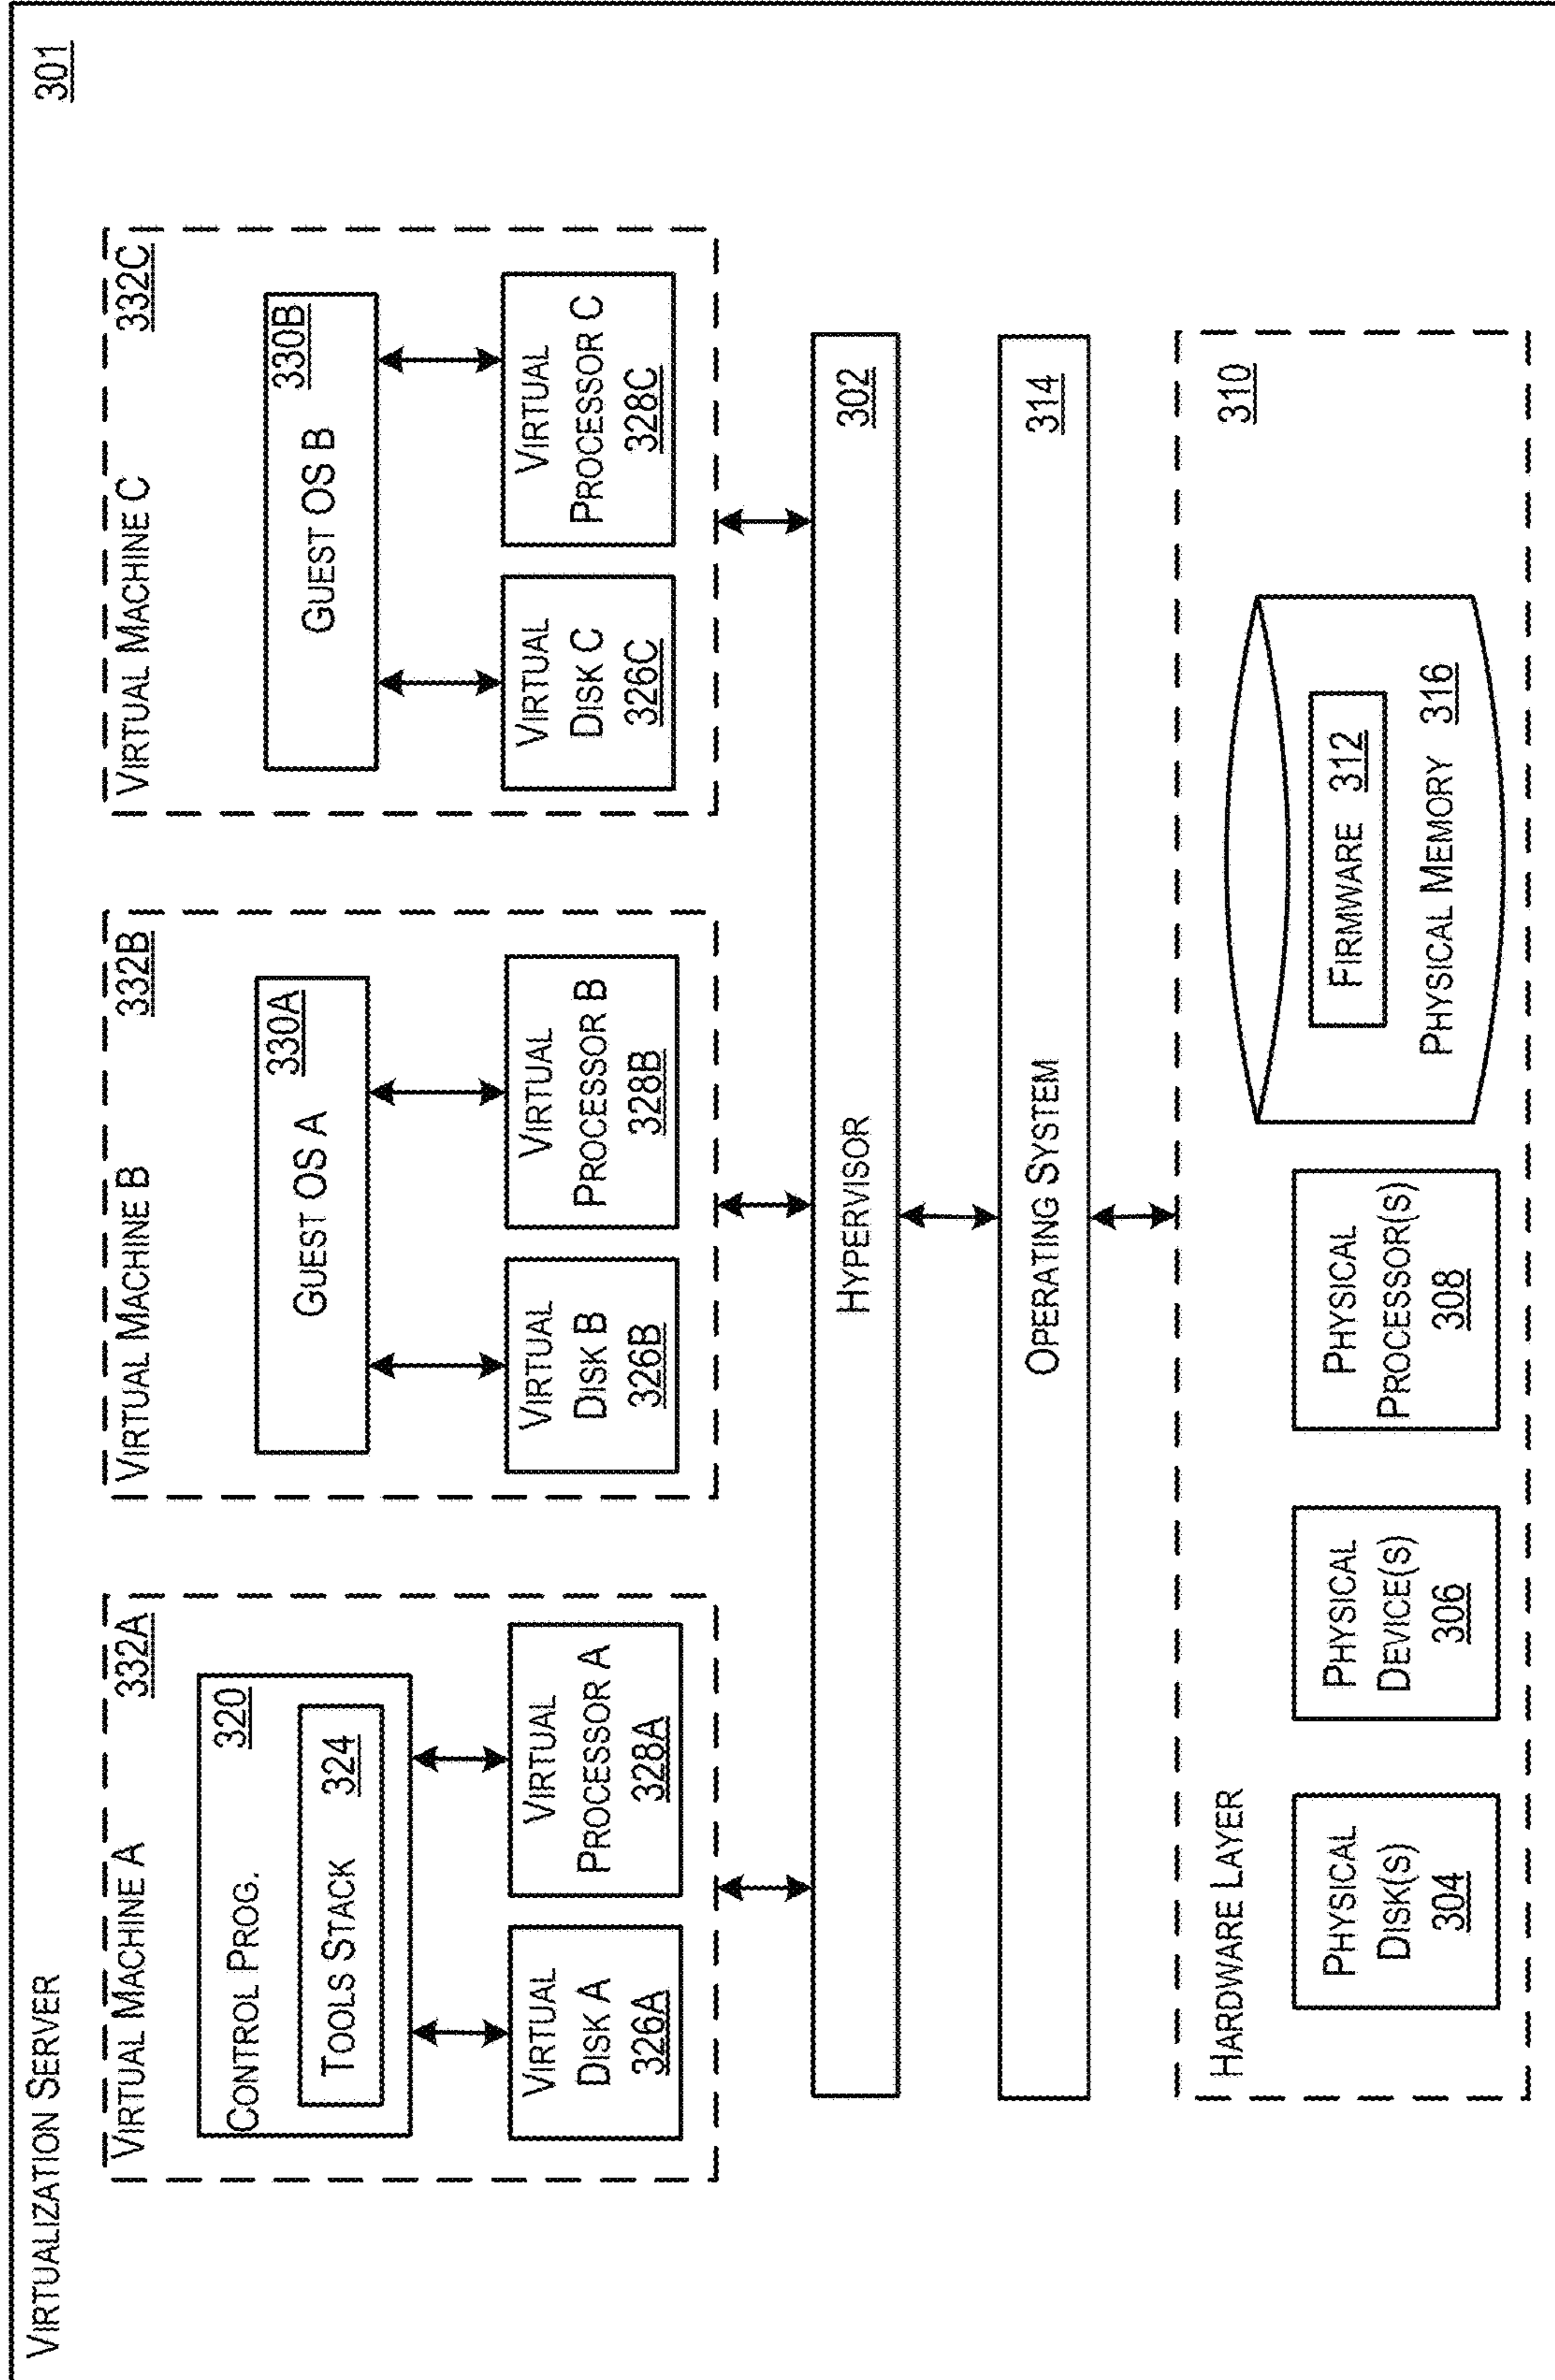 VIRTUALIZATION SERVER
301
VIRTUAL MACHINE A
332A
CONTROL PROG.
320
TOOLS STACK 324
VIRTUAL
DISK A
326A
VIRTUAL
PROCESSOR A
328A
VIRTUAL MACHINE B
332B
330A
GUEST OS A
VIRTUAL
DISK B
326B
VIRTUAL
PROCESSOR B
328B
VIRTUAL MACHINE C
332C
330B
GUEST OS B
VIRTUAL
DISK C
326C
VIRTUAL
PROCESSOR C
328C
HYPERVISOR
302
OPERATING SYSTEM
314
HARDWARE LAYER
310
PHYSICAL
DISK(S)
304
PHYSICAL
DEVICE(S)
306
PHYSICAL
PROCESSOR(S)
308
FIRMWARE 312
PHYSICAL MEMORY 316